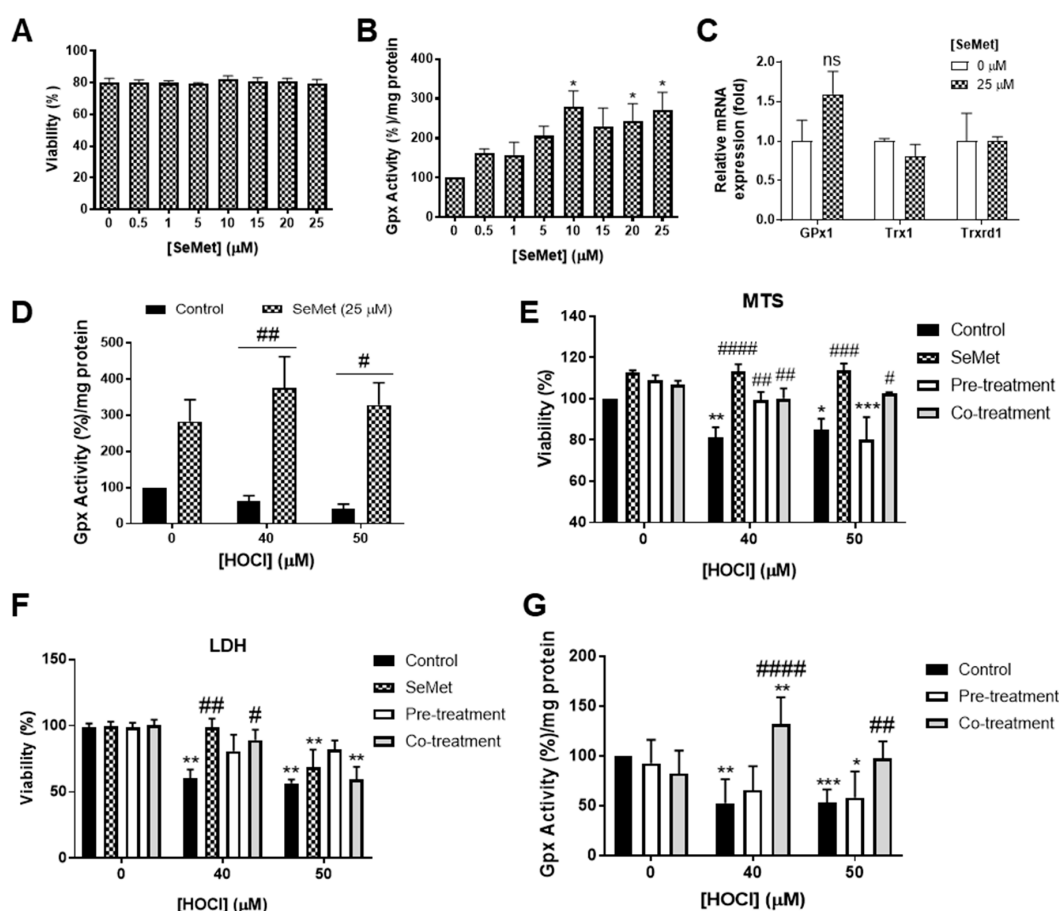 A
Viability (%)
100
80
60
40
20
0
0 0.5 1 5 10 15 20 25
[SeMet] (μM)
B
Gpx Activity (%)/mg protein
400
300
200
100
0
* * *
0 0.5 1 5 10 15 20 25
[SeMet] (μM)
C
Relative mRNA
expression (fold)
2.0
1.5
1.0
0.5
0.0
ns
[SeMet]
0 μM
25 μM
GPx1 Trx1 Trxrd1
D
Control SeMet (25 μM)
Gpx Activity (%)/mg protein
500
400
300
200
100
0
## #
0 40 50
[HOCl] (μM)
E
MTS
Viability (%)
140
120
100
80
60
40
** #### ## ## * ### *** #
0 40 50
[HOCl] (μM)
Control
SeMet
Pre-treatment
Co-treatment
F
LDH
Viability (%)
150
100
50
0
** ## # ** ** **
0 40 50
[HOCl] (μM)
Control
SeMet
Pre-treatment
Co-treatment
G
Gpx Activity (%)/mg protein
200
150
100
50
0
####
** ** *** * ##
0 40 50
[HOCl] (μM)
Control
Pre-treatment
Co-treatment